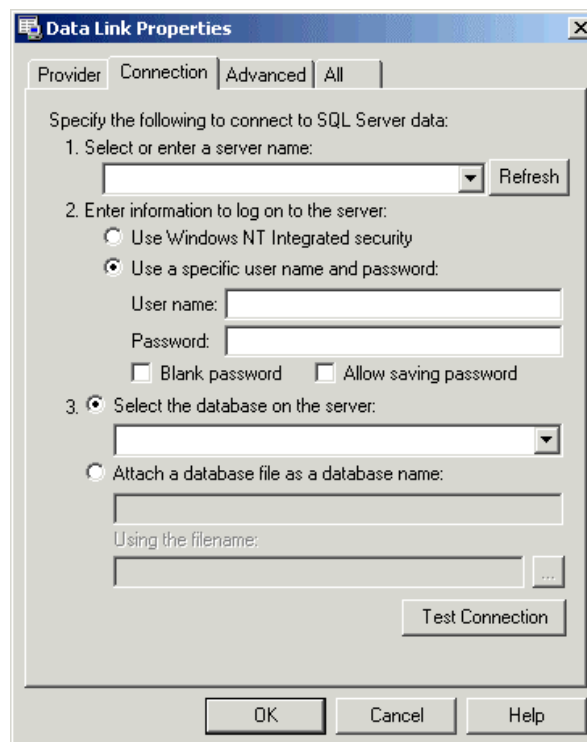 Data Link Properties
Provider Connection Advanced All
Specify the following to connect to SQL Server data:
1. Select or enter a server name:
Refresh
2. Enter information to log on to the server:
Use Windows NT Integrated security
Use a specific user name and password:
User name:
Password:
Blank password Allow saving password
3. Select the database on the server:
Attach a database file as a database name:
Using the filename:
...
Test Connection
OK Cancel Help